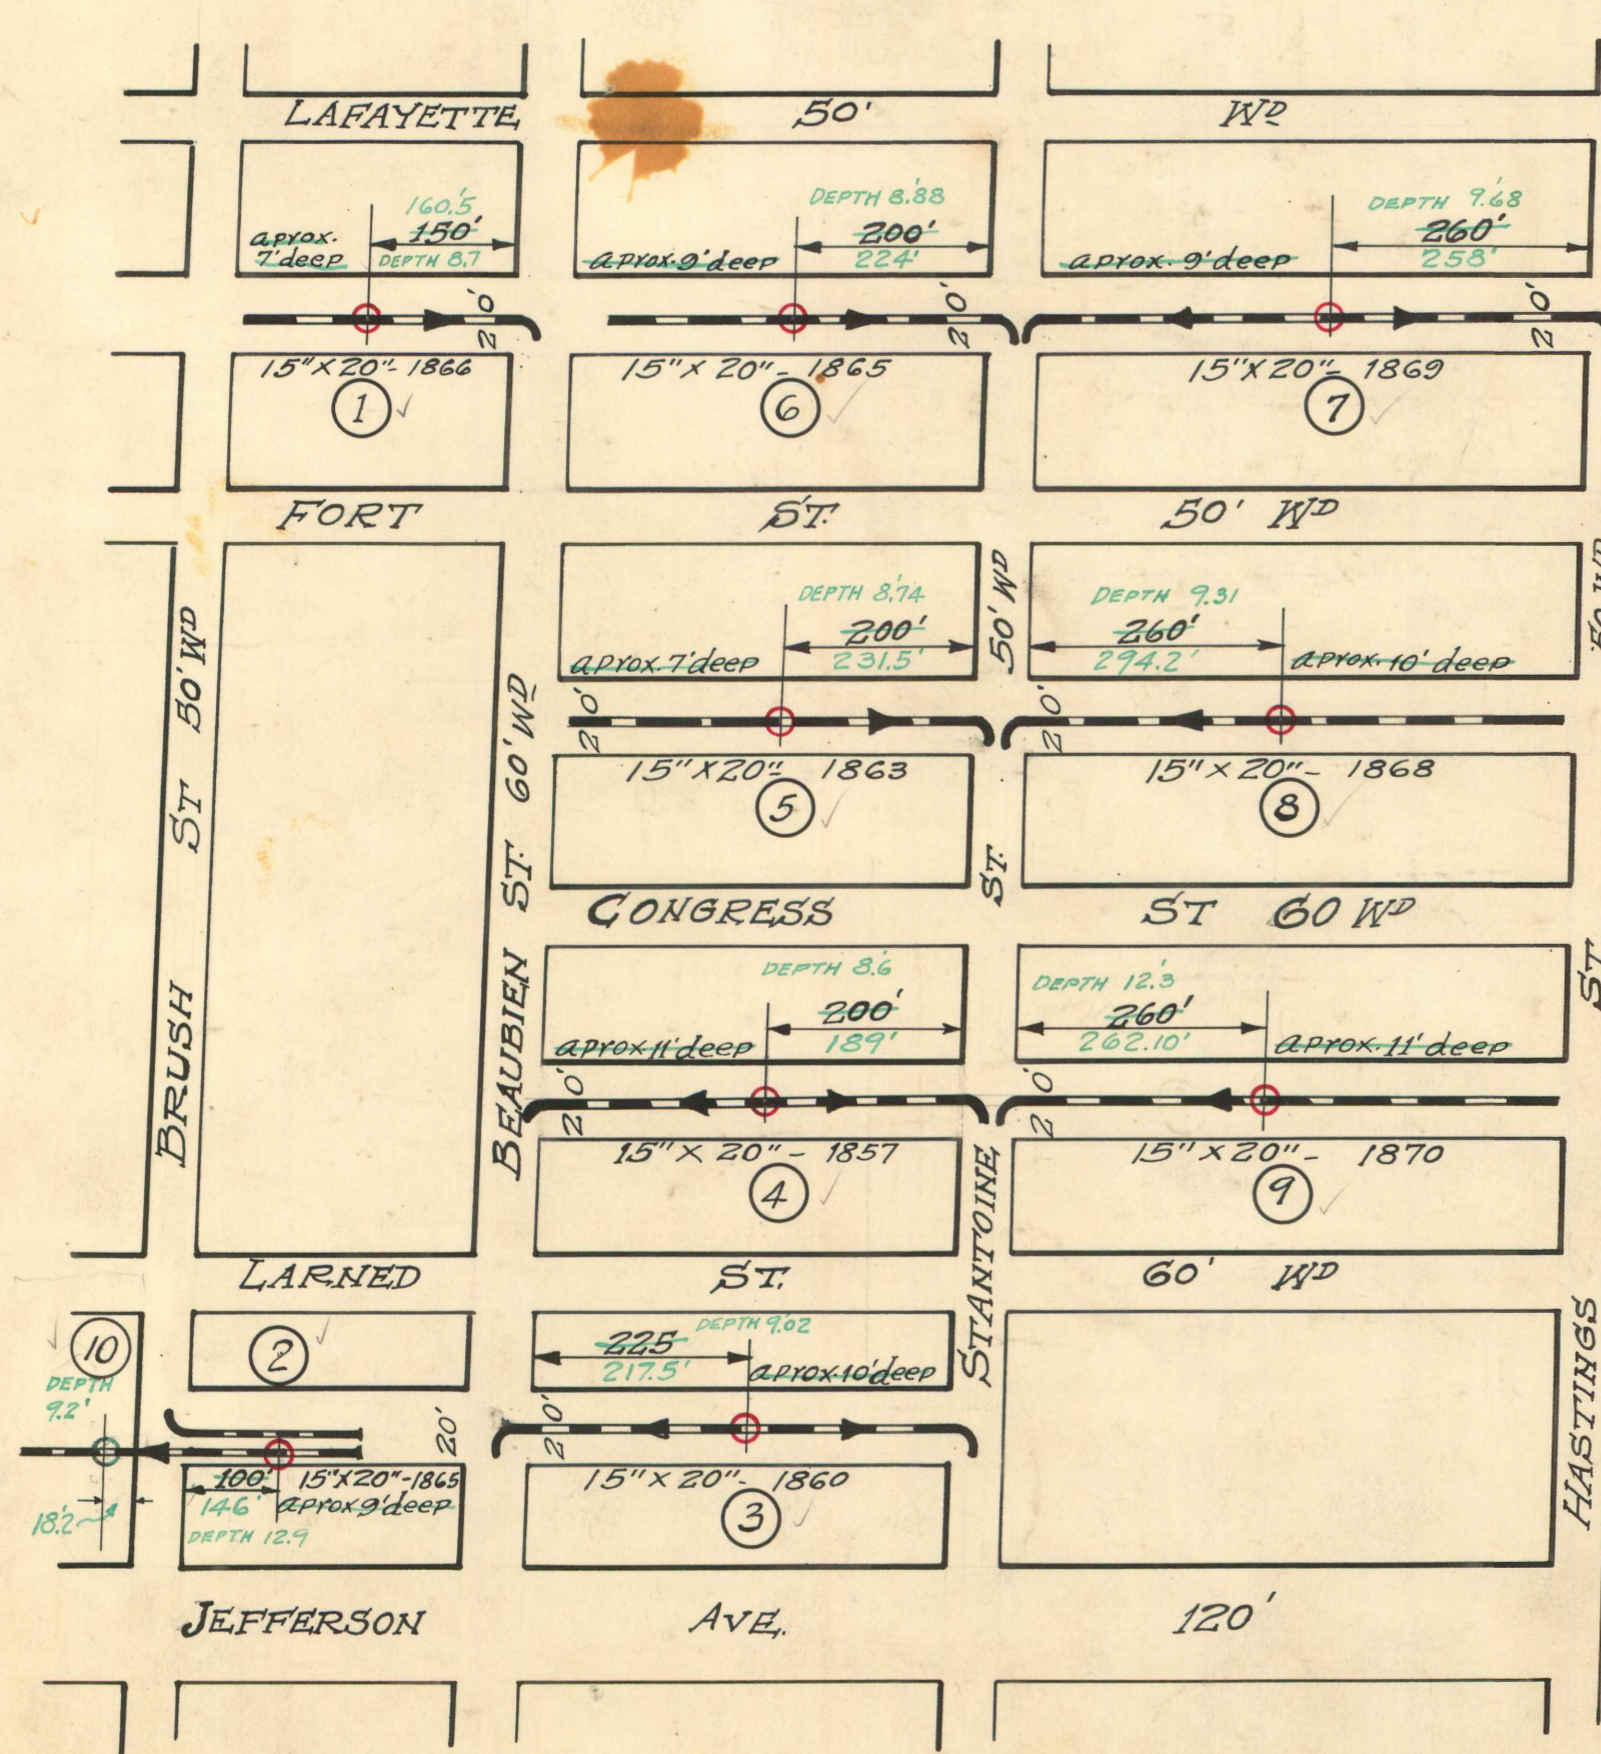 LAFAYETTE 50' WD
160.5'
150'
aprox.
7'deep
DEPTH 8.7
DEPTH 8.'88
200'
aprox. 9'deep
224'
DEPTH 9.'68
260'
aprox. 9'deep
258'
20'
20'
20'
15"X20"- 1866
1
15"X 20"- 1865
6
15"X20"- 1869
7
FORT ST. 50' WD
DEPTH 8.'74
200'
aprox. 7'deep
231.5'
DEPTH 9.31
260'
294.2'
aprox. 10' deep
20'
20'
15"X20"- 1863
5
15"X20"- 1868
8
CONGRESS ST 60 WD
DEPTH 8.'6
200'
aprox 11'deep
189'
DEPTH 12.'3
260'
262.10'
aprox. 11' deep
20'
20'
15"X 20"- 1857
4
15"X20"- 1870
9
LARNED ST. 60' WD
10
DEPTH
9.2'
18.'2
2
20'
100'
146'
15"X20"-1865
aprox 9'deep
DEPTH 12.9
225
DEPTH 9.'02
217.5'
aprox. 10'deep
20'
15"X 20"- 1860
3
JEFFERSON AVE. 120'
BRUSH ST 50' WD
BEAUBIEN ST. 60' WD
STANTOINE ST. 50' WD
HASTINGS ST 50 WD